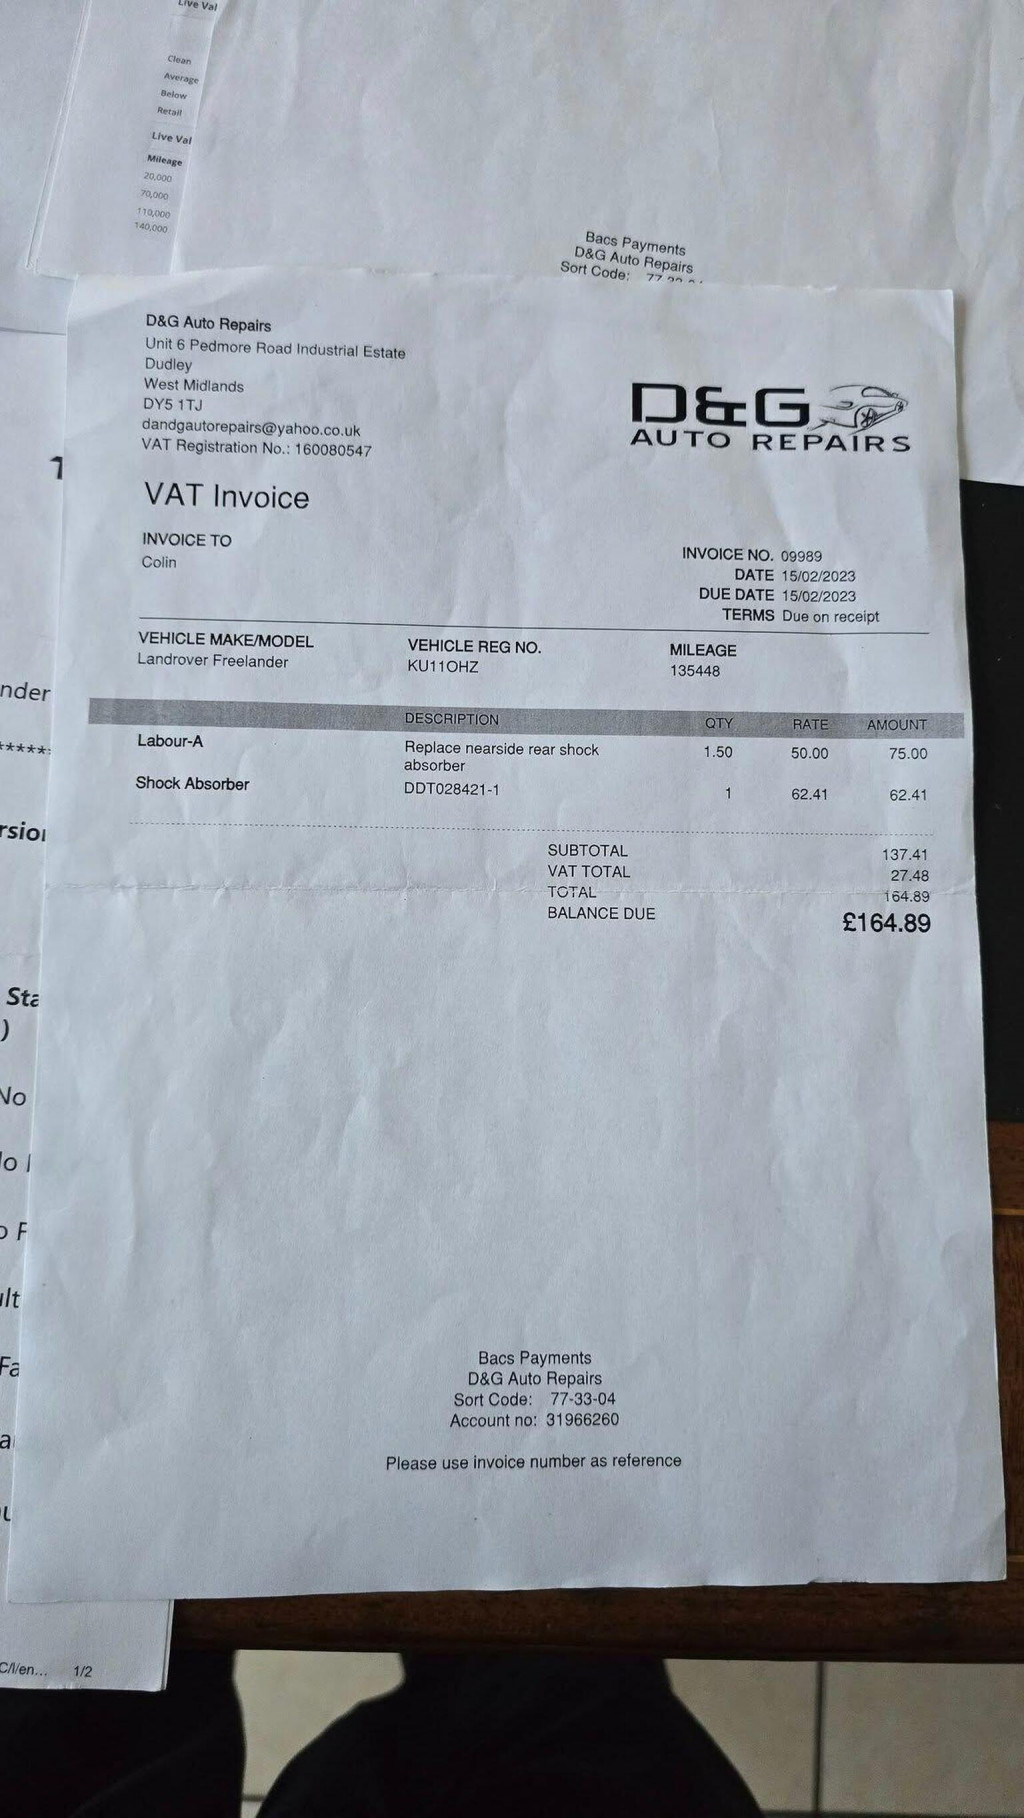 Live Val
Clean
Average
Below
Retail
Live Val
Mileage
20,000
70,000
110,000
140,000
Bacs Payments
D&G Auto Repairs
Sort Code:
D&G Auto Repairs
Unit 6 Pedmore Road Industrial Estate
Dudley
West Midlands
DY5 1TJ
dandgautorepairs@yahoo.co.uk
VAT Registration No.: 160080547
D&G
AUTO REPAIRS
VAT Invoice
INVOICE TO
Colin
INVOICE NO. 09989
DATE 15/02/2023
DUE DATE 15/02/2023
TERMS Due on receipt
VEHICLE MAKE/MODEL VEHICLE REG NO. MILEAGE
Landrover Freelander KU11OHZ 135448
DESCRIPTION QTY RATE AMOUNT
Labour-A Replace nearside rear shock 1.50 50.00 75.00
absorber
Shock Absorber DDT028421-1 1 62.41 62.41
SUBTOTAL 137.41
VAT TOTAL 27.48
TOTAL 164.89
BALANCE DUE £164.89
Bacs Payments
D&G Auto Repairs
Sort Code: 77-33-04
Account no: 31966260
Please use invoice number as reference
nder
*****
rsion
Sta
)
No
lo
o F
ult
Fa
a
C/l/en... 1/2